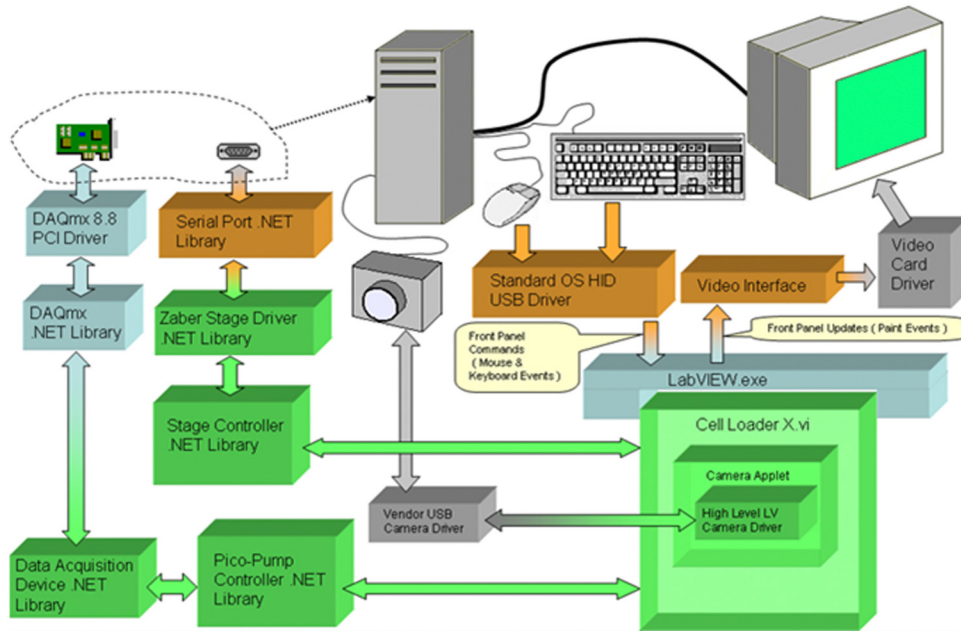 DAQmx 8.8
PCI Driver
Serial Port .NET
Library
Standard OS HID
USB Driver
Video Interface
Video
Card
Driver
DAQmx
.NET Library
Zaber Stage Driver
.NET Library
Front Panel
Commands
( Mouse &
Keyboard Events )
Front Panel Updates ( Paint Events )
LabVIEW.exe
Stage Controller
.NET Library
Cell Loader X.vi
Camera Applet
High Level LV
Camera Driver
Vendor USB
Camera Driver
Data Acquisition
Device .NET
Library
Pico-Pump
Controller .NET
Library